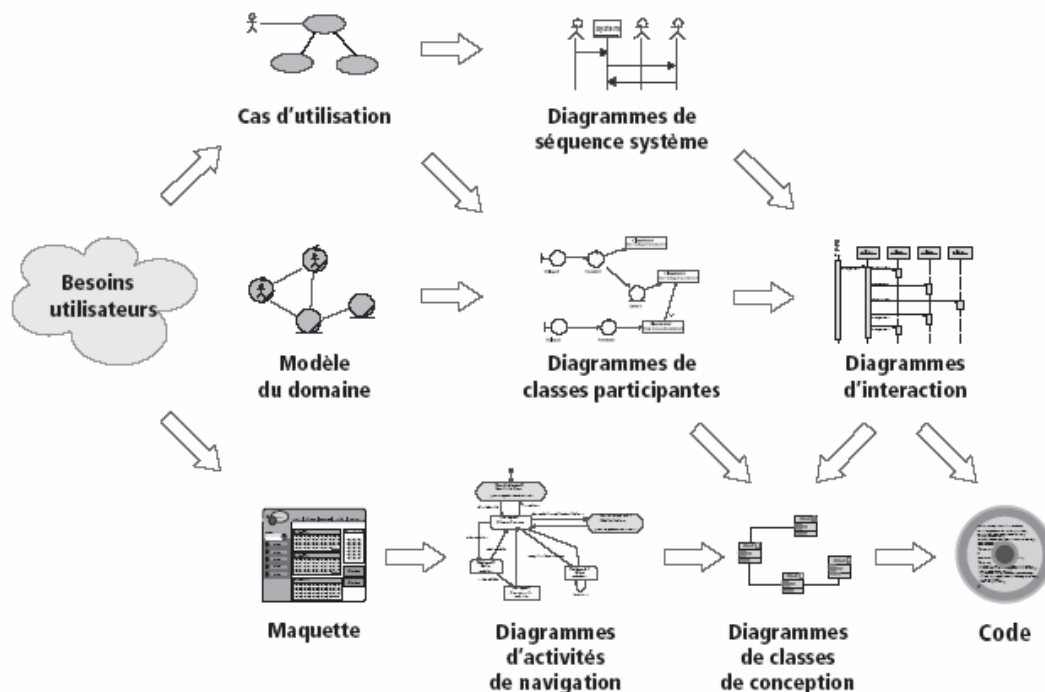 system
Cas d'utilisation
Diagrammes de
séquence système
Besoins
utilisateurs
Modèle
du domaine
Diagrammes de
classes participantes
Diagrammes
d'interaction
Maquette
Diagrammes
d'activités
de navigation
Diagrammes
de classes
de conception
Code